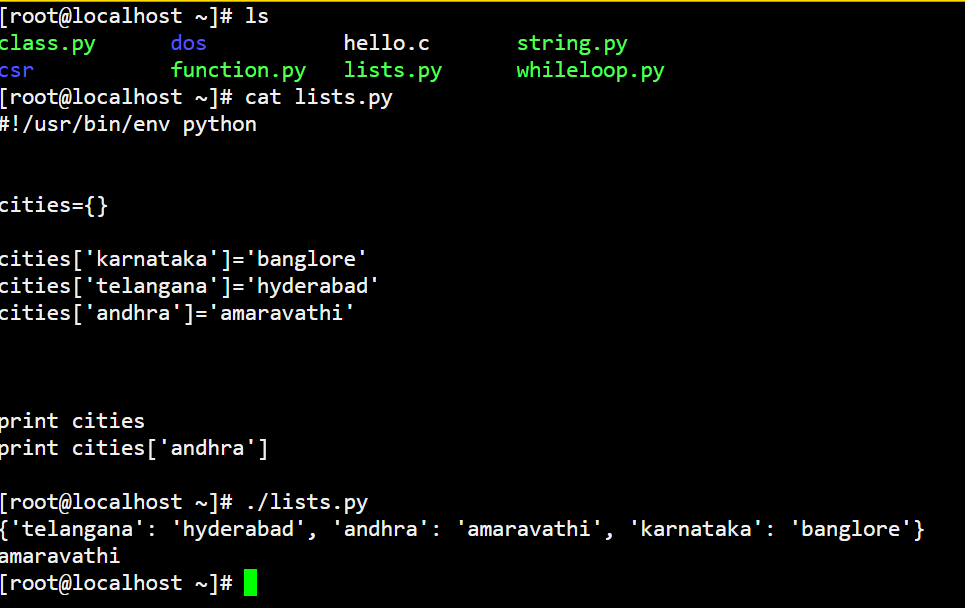 [root@localhost ~]# ls
class.py      dos          hello.c       string.py
csr           function.py  lists.py      whileloop.py
[root@localhost ~]# cat lists.py
#!/usr/bin/env python
cities={}
cities['karnataka']='banglore'
cities['telangana']='hyderabad'
cities['andhra']='amaravathi'
print cities
print cities['andhra']
[root@localhost ~]# ./lists.py
{'telangana': 'hyderabad', 'andhra': 'amaravathi', 'karnataka': 'banglore'}
amaravathi
[root@localhost ~]#